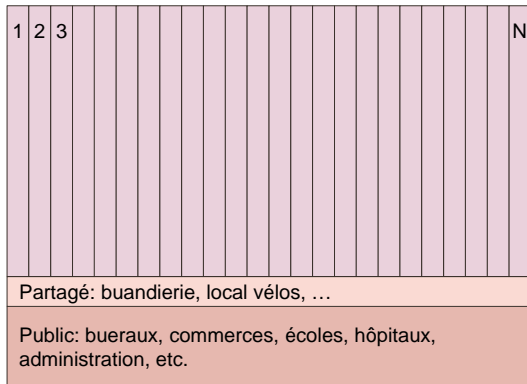 1 2 3 N
Partagé: buandierie, local vélos, …
Public: bueraux, commerces, écoles, hôpitaux,
administration, etc.